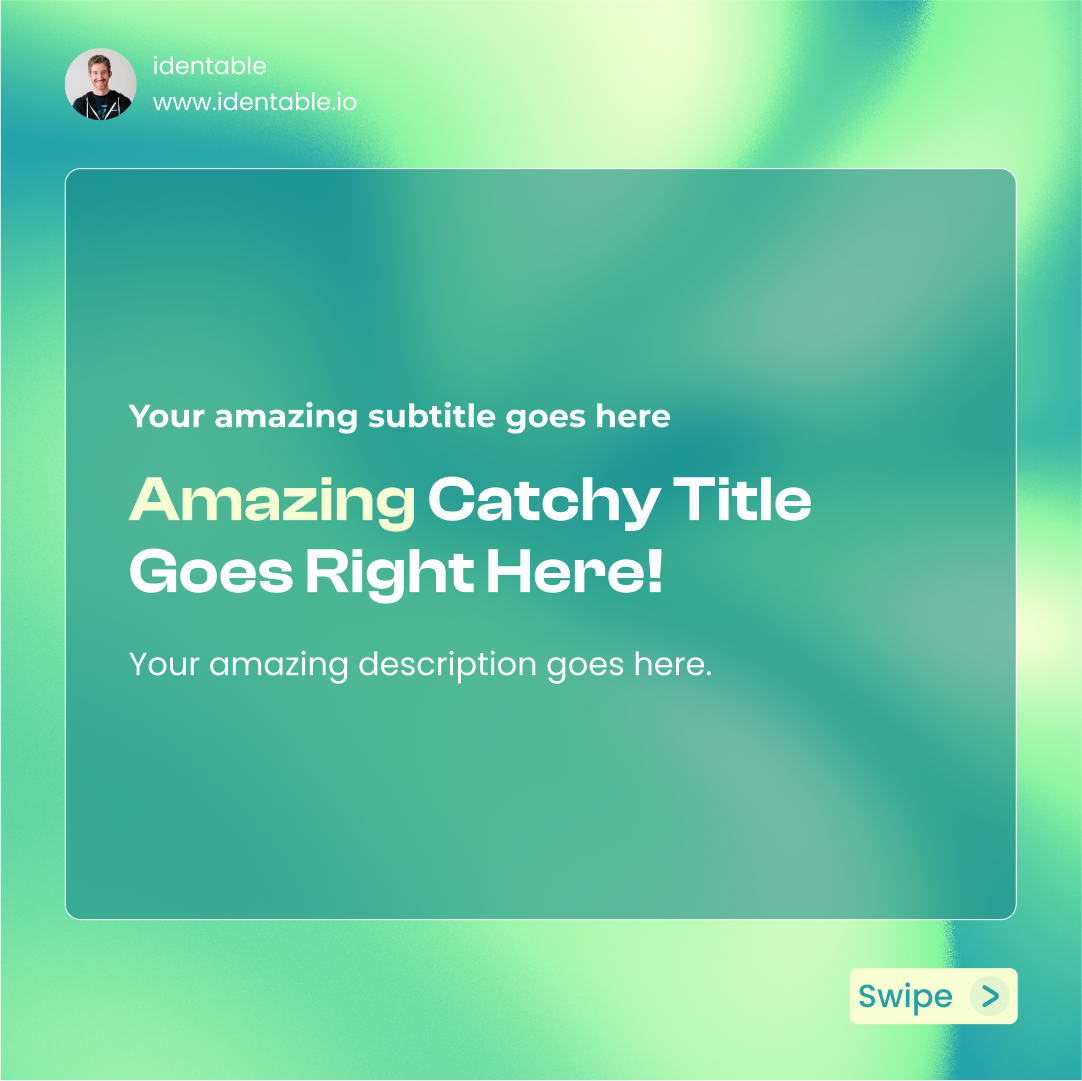 identable
www.identable.io
Your amazing subtitle goes here
Amazing Catchy Title
Goes Right Here!
Your amazing description goes here.
Swipe >